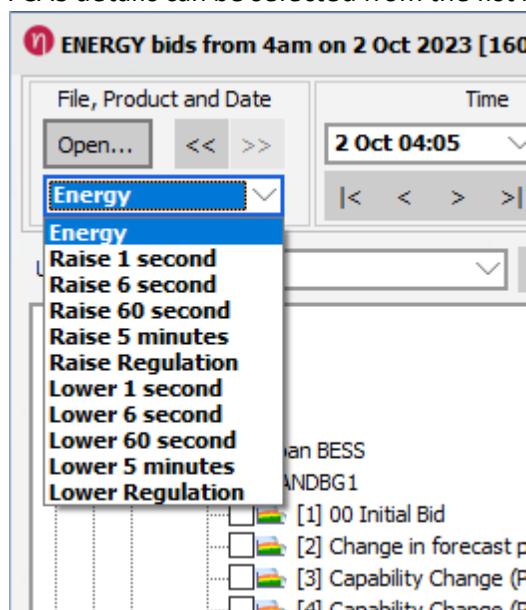 ENERGY bids from 4am on 2 Oct 2023 [160
File, Product and Date
Time
Open...
<<
>>
2 Oct 04:05
Energy
|<
<
>
>|
Energy
Raise 1 second
Raise 6 second
Raise 60 second
Raise 5 minutes
Raise Regulation
Lower 1 second
Lower 6 second
Lower 60 second
Lower 5 minutes
Lower Regulation
BESS
ANDBG1
[1] 00 Initial Bid
[2] Change in forecast p
[3] Capability Change (P
[4] Capability Change